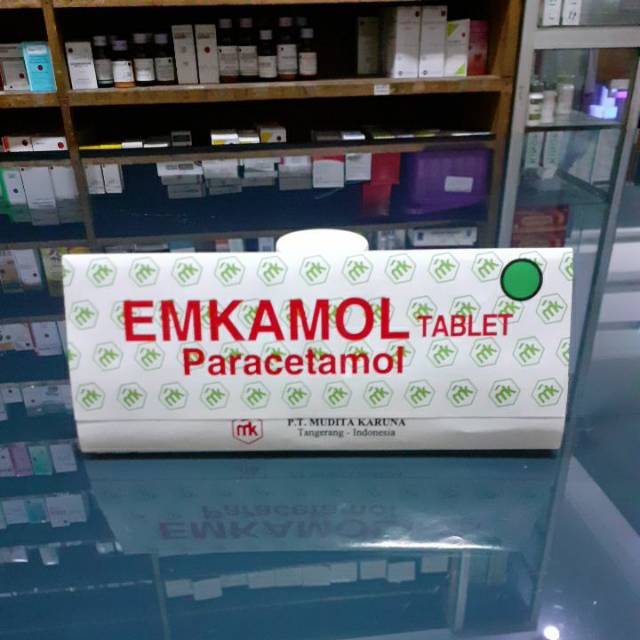 EMKAMOL TABLET
Paracetamol
mk
P.T. MUDITA KARUNA
Tangerang - Indonesia